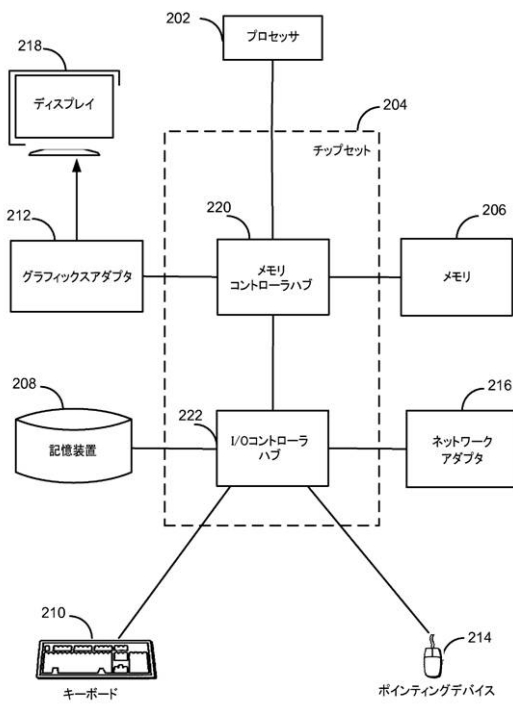 202
プロセッサ
218
ディスプレイ
204
チップセット
212
グラフィックスアダプタ
220
メモリ
コントローラハブ
206
メモリ
208
記憶装置
222
I/Oコントローラ
ハブ
216
ネットワーク
アダプタ
210
キーボード
214
ポインティングデバイス